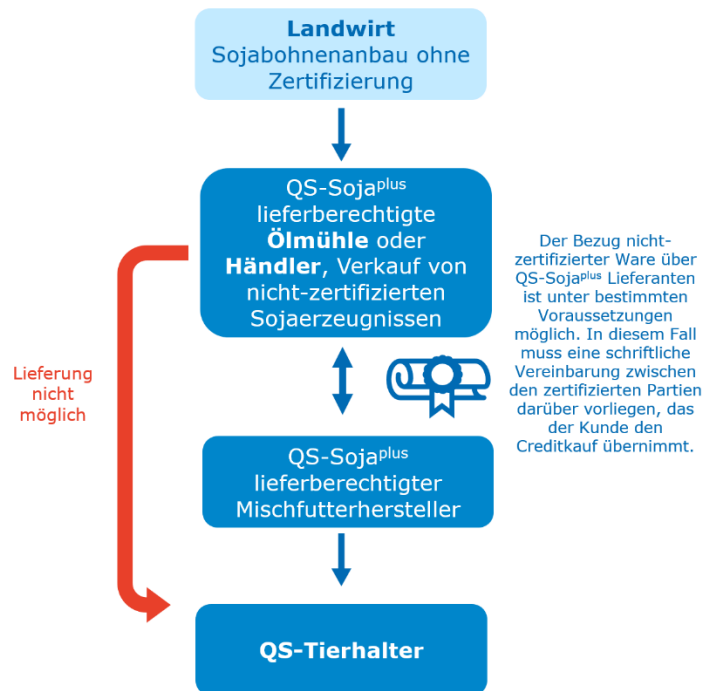 Landwirt
Sojabohnenanbau ohne
Zertifizierung
QS-Sojaplus
lieferberechtigte
Ölmühle oder
Händler, Verkauf von
nicht-zertifizierten
Sojaerzeugnissen
Der Bezug nicht-
zertifizierter Ware über
QS-Sojaplus Lieferanten
ist unter bestimmten
Voraussetzungen
möglich. In diesem Fall
muss eine schriftliche
Vereinbarung zwischen
den zertifizierten Partien
darüber vorliegen, das
der Kunde den
Creditkauf übernimmt.
Lieferung
nicht
möglich
QS-Sojaplus
lieferberechtigter
Mischfutterhersteller
QS-Tierhalter